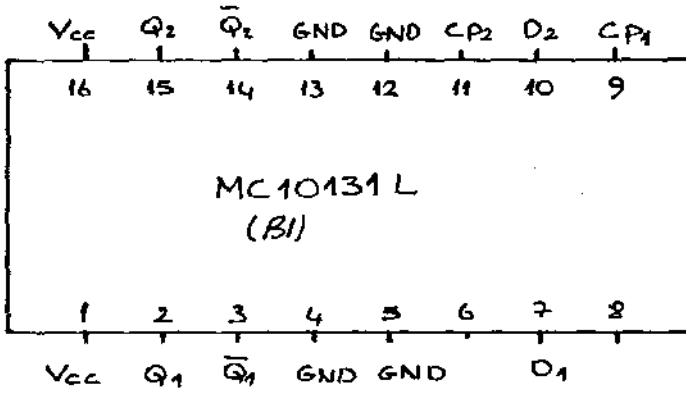 Vcc Q2 Q̅2 GND GND CP2 D2 CP1
16 15 14 13 12 11 10 9
MC10131L
(B1)
1 2 3 4 5 6 7 8
Vcc Q1 Q̅1 GND GND D1